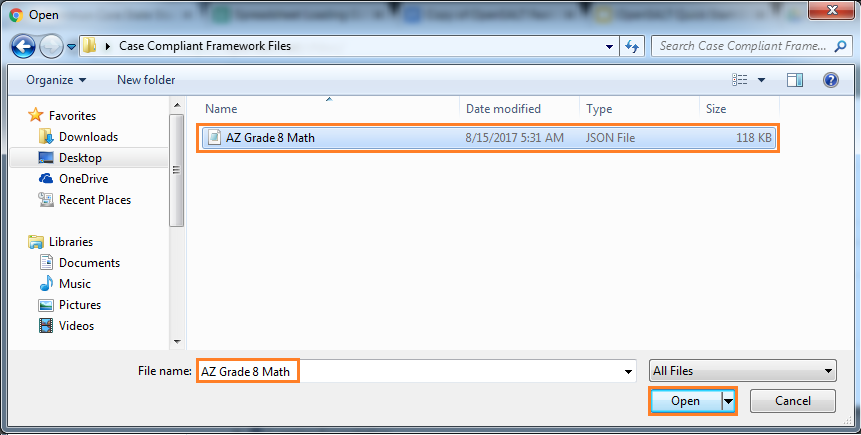 Open
Case Compliant Framework Files
Search Case Compliant Frame...
Organize
New folder
Name
Date modified
Type
Size
AZ Grade 8 Math
8/15/2017 5:31 AM
JSON File
118 KB
Favorites
Downloads
Desktop
OneDrive
Recent Places
Libraries
Documents
Music
Pictures
Videos
File name:
AZ Grade 8 Math
All Files
Open
Cancel